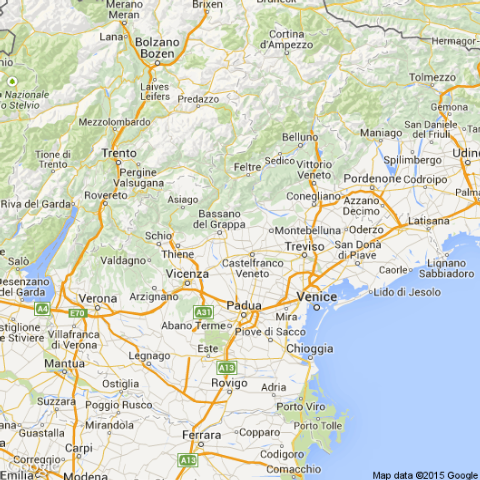 Merano
Meran
Brixen
Lana
Cortina
d'Ampezzo
Hermagor-
Bolzano
Bozen
Tolmezzo
Nazionale
o Stelvio
Laives
Leifers
Predazzo
Gemona
Mezzolombardo
San Daniele
del Friuli
Maniago
Belluno
Trento
Tione di
Trento
Sedico
Feltre
Vittorio
Veneto
Spilimbergo
Udin
Pergine
Valsugana
Pordenone
Codroipo
Rovereto
Riva del Garda
Asiago
Conegliano
Azzano
Decimo
Palm
Bassano
del Grappa
Montebelluna
Oderzo
Latisana
Schio
Thiene
Treviso
San Donà
di Piave
Valdagno
Castelfranco
Veneto
Lignano
Sabbiadoro
Caorle
Desenzano
del Garda
Vicenza
Arzignano
Lido di Jesolo
Verona
Venice
A4
E70
A31
Padua
Mira
Castiglione
e Stiviere
Villafranca
di Verona
Abano Terme
Piove di Sacco
Legnago
Este
Chioggia
Mantua
A13
Rovigo
Ostiglia
Adria
Suzzara
Poggio Rusco
Porto Viro
Mirandola
Porto Tolle
Correggio
Carpi
Ferrara
Copparo
A13
Codigoro
Emilia
Modena
Comacchio
Map data ©2015 Google